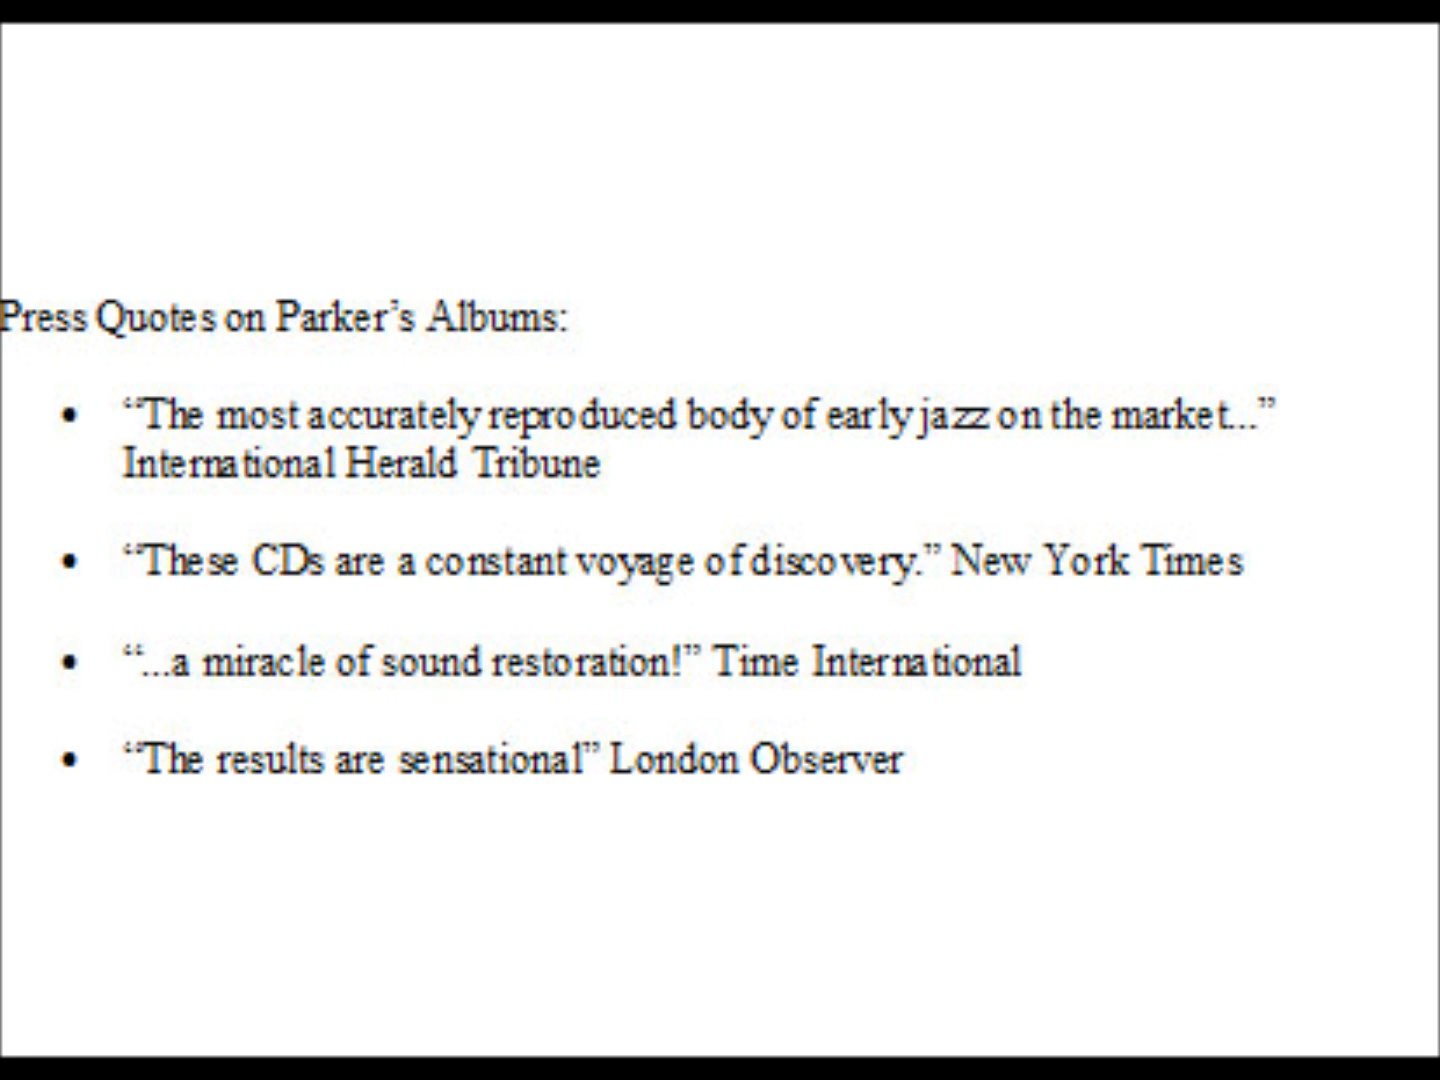 Press Quotes on Parker’s Albums:
• “The most accurately reproduced body of early jazz on the market...”
International Herald Tribune
• “These CDs are a constant voyage of discovery.” New York Times
• “...a miracle of sound restoration!” Time International
• “The results are sensational” London Observer